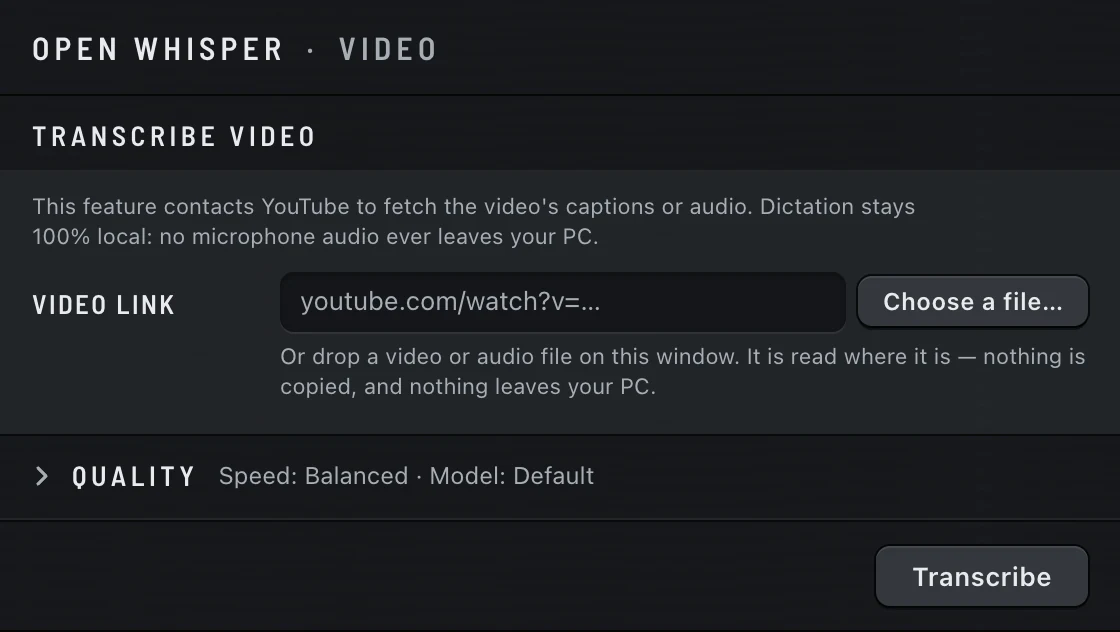 OPEN WHISPER · VIDEO
TRANSCRIBE VIDEO
This feature contacts YouTube to fetch the video's captions or audio. Dictation stays
100% local: no microphone audio ever leaves your PC.
VIDEO LINK
youtube.com/watch?v=...
Choose a file...
Or drop a video or audio file on this window. It is read where it is — nothing is
copied, and nothing leaves your PC.
QUALITY Speed: Balanced · Model: Default
Transcribe